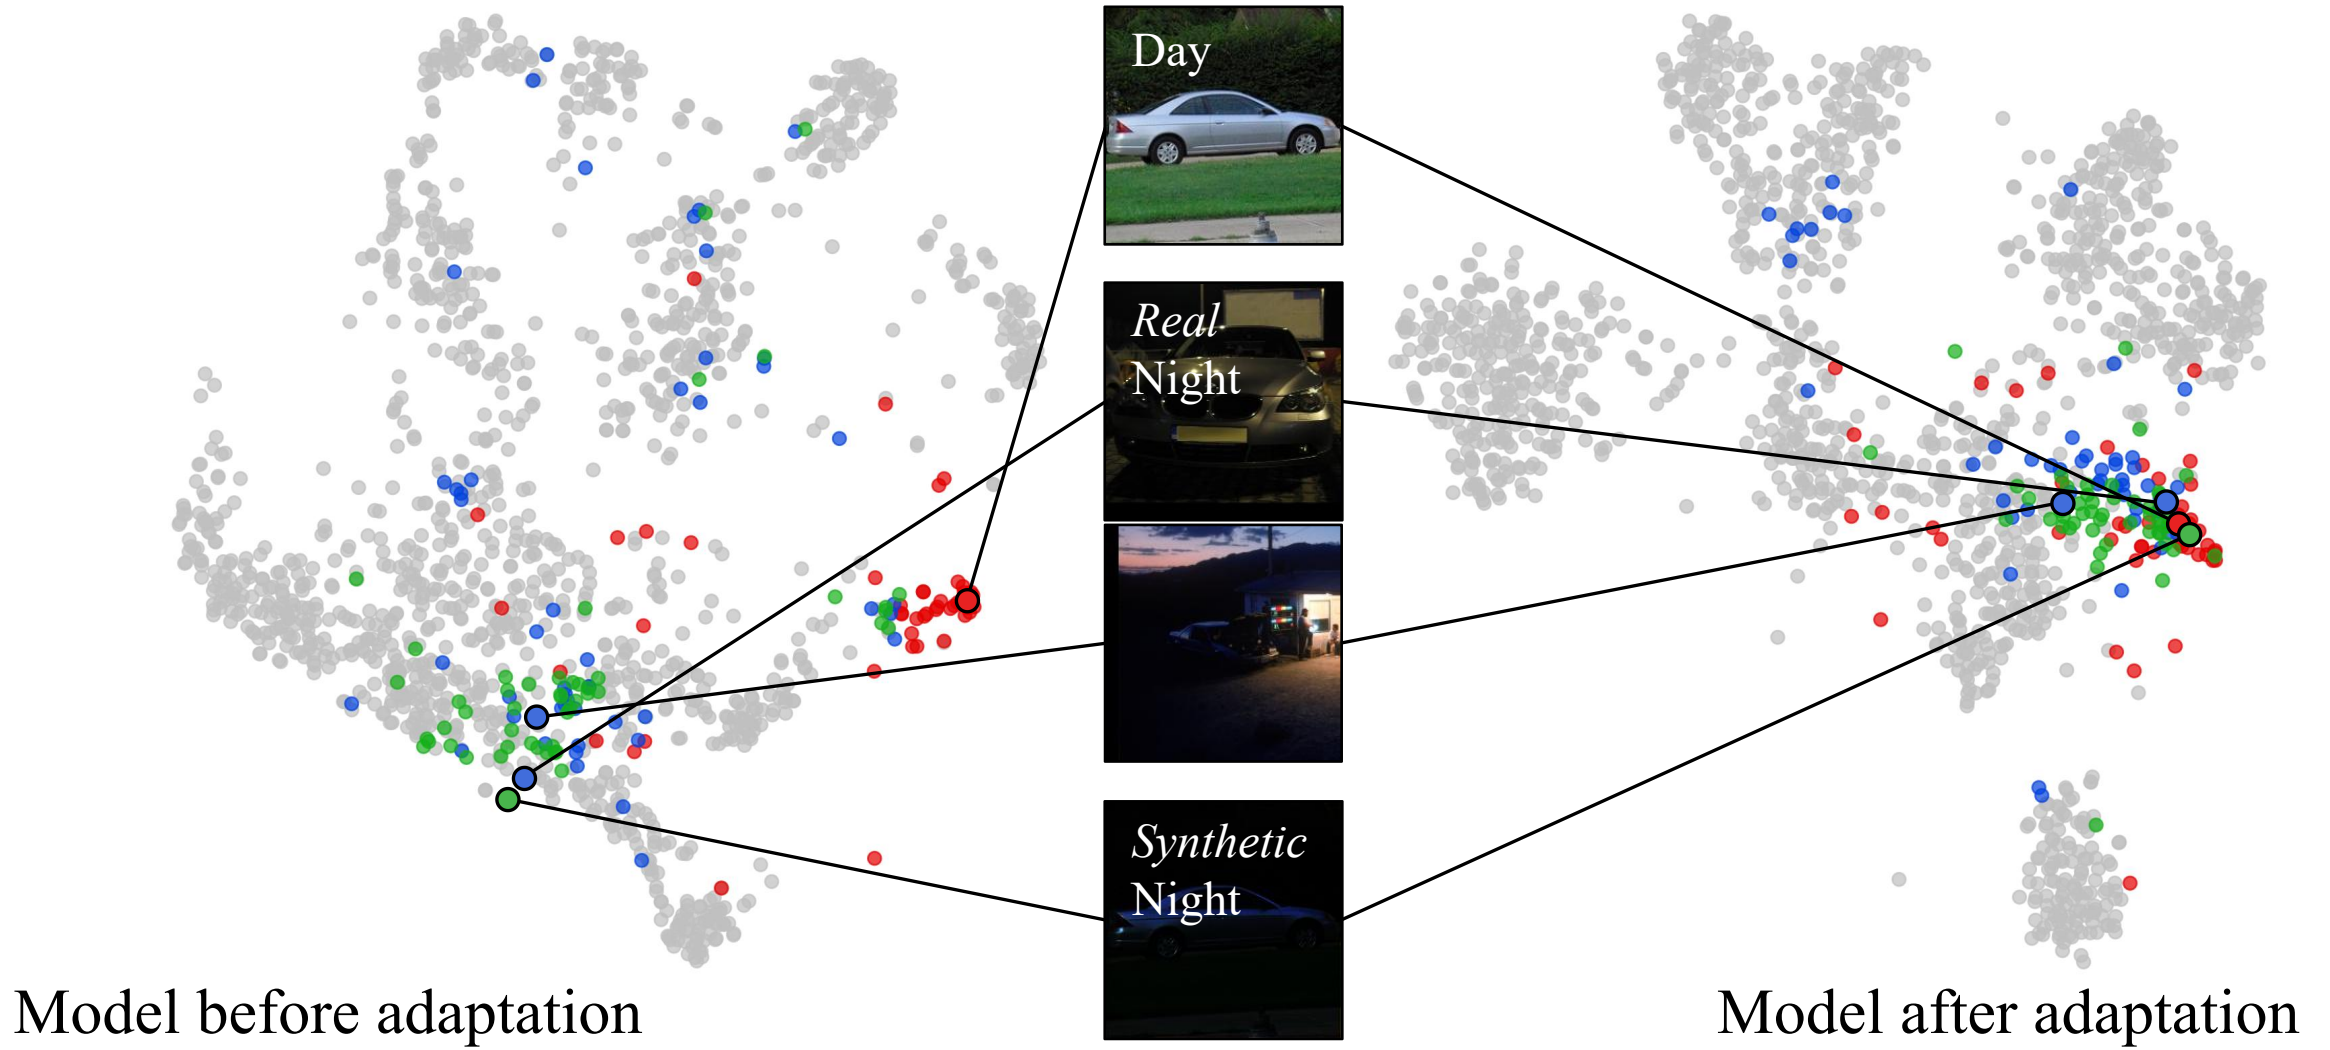 Day
Real
Night
Synthetic
Night
Model before adaptation
Model after adaptation